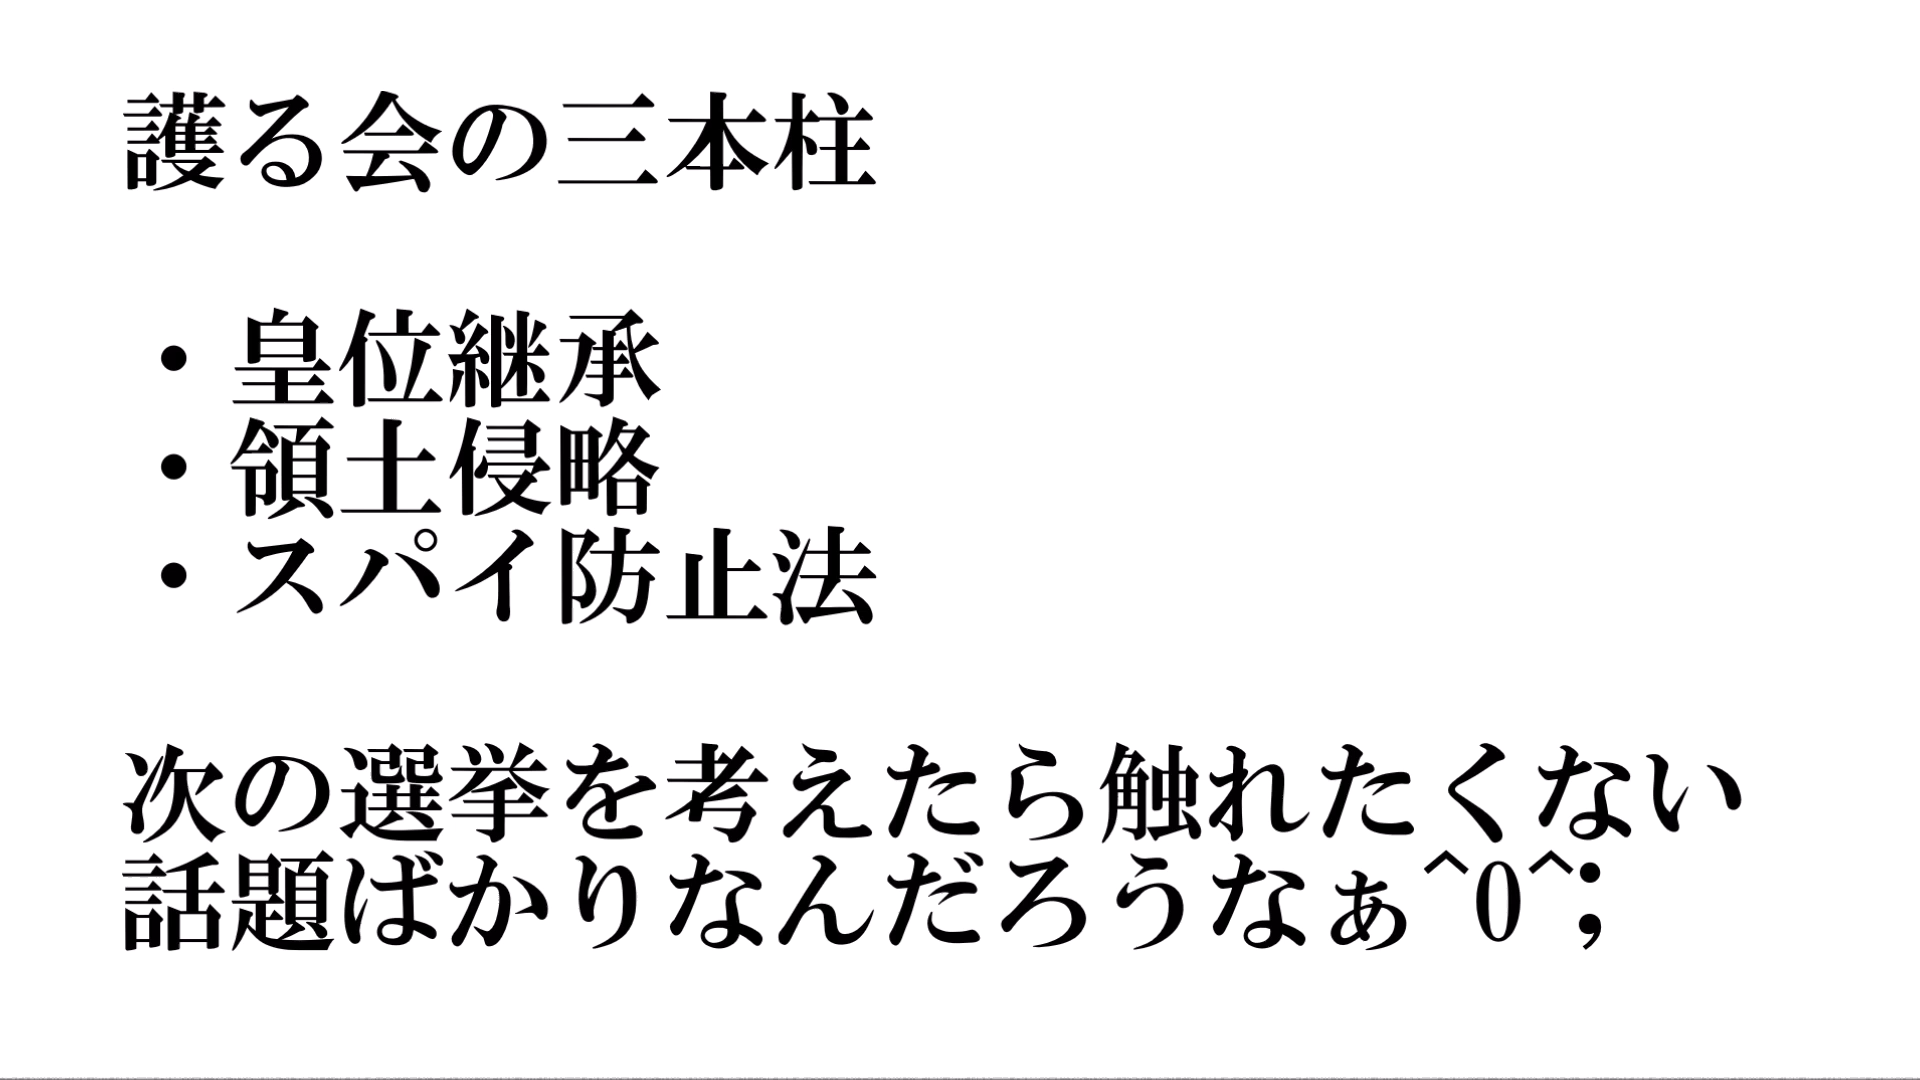 護る会の三本柱
・皇位継承
・領土侵略
・スパイ防止法
次の選挙を考えたら触れたくない
話題ばかりなんだろうなぁ^0^;